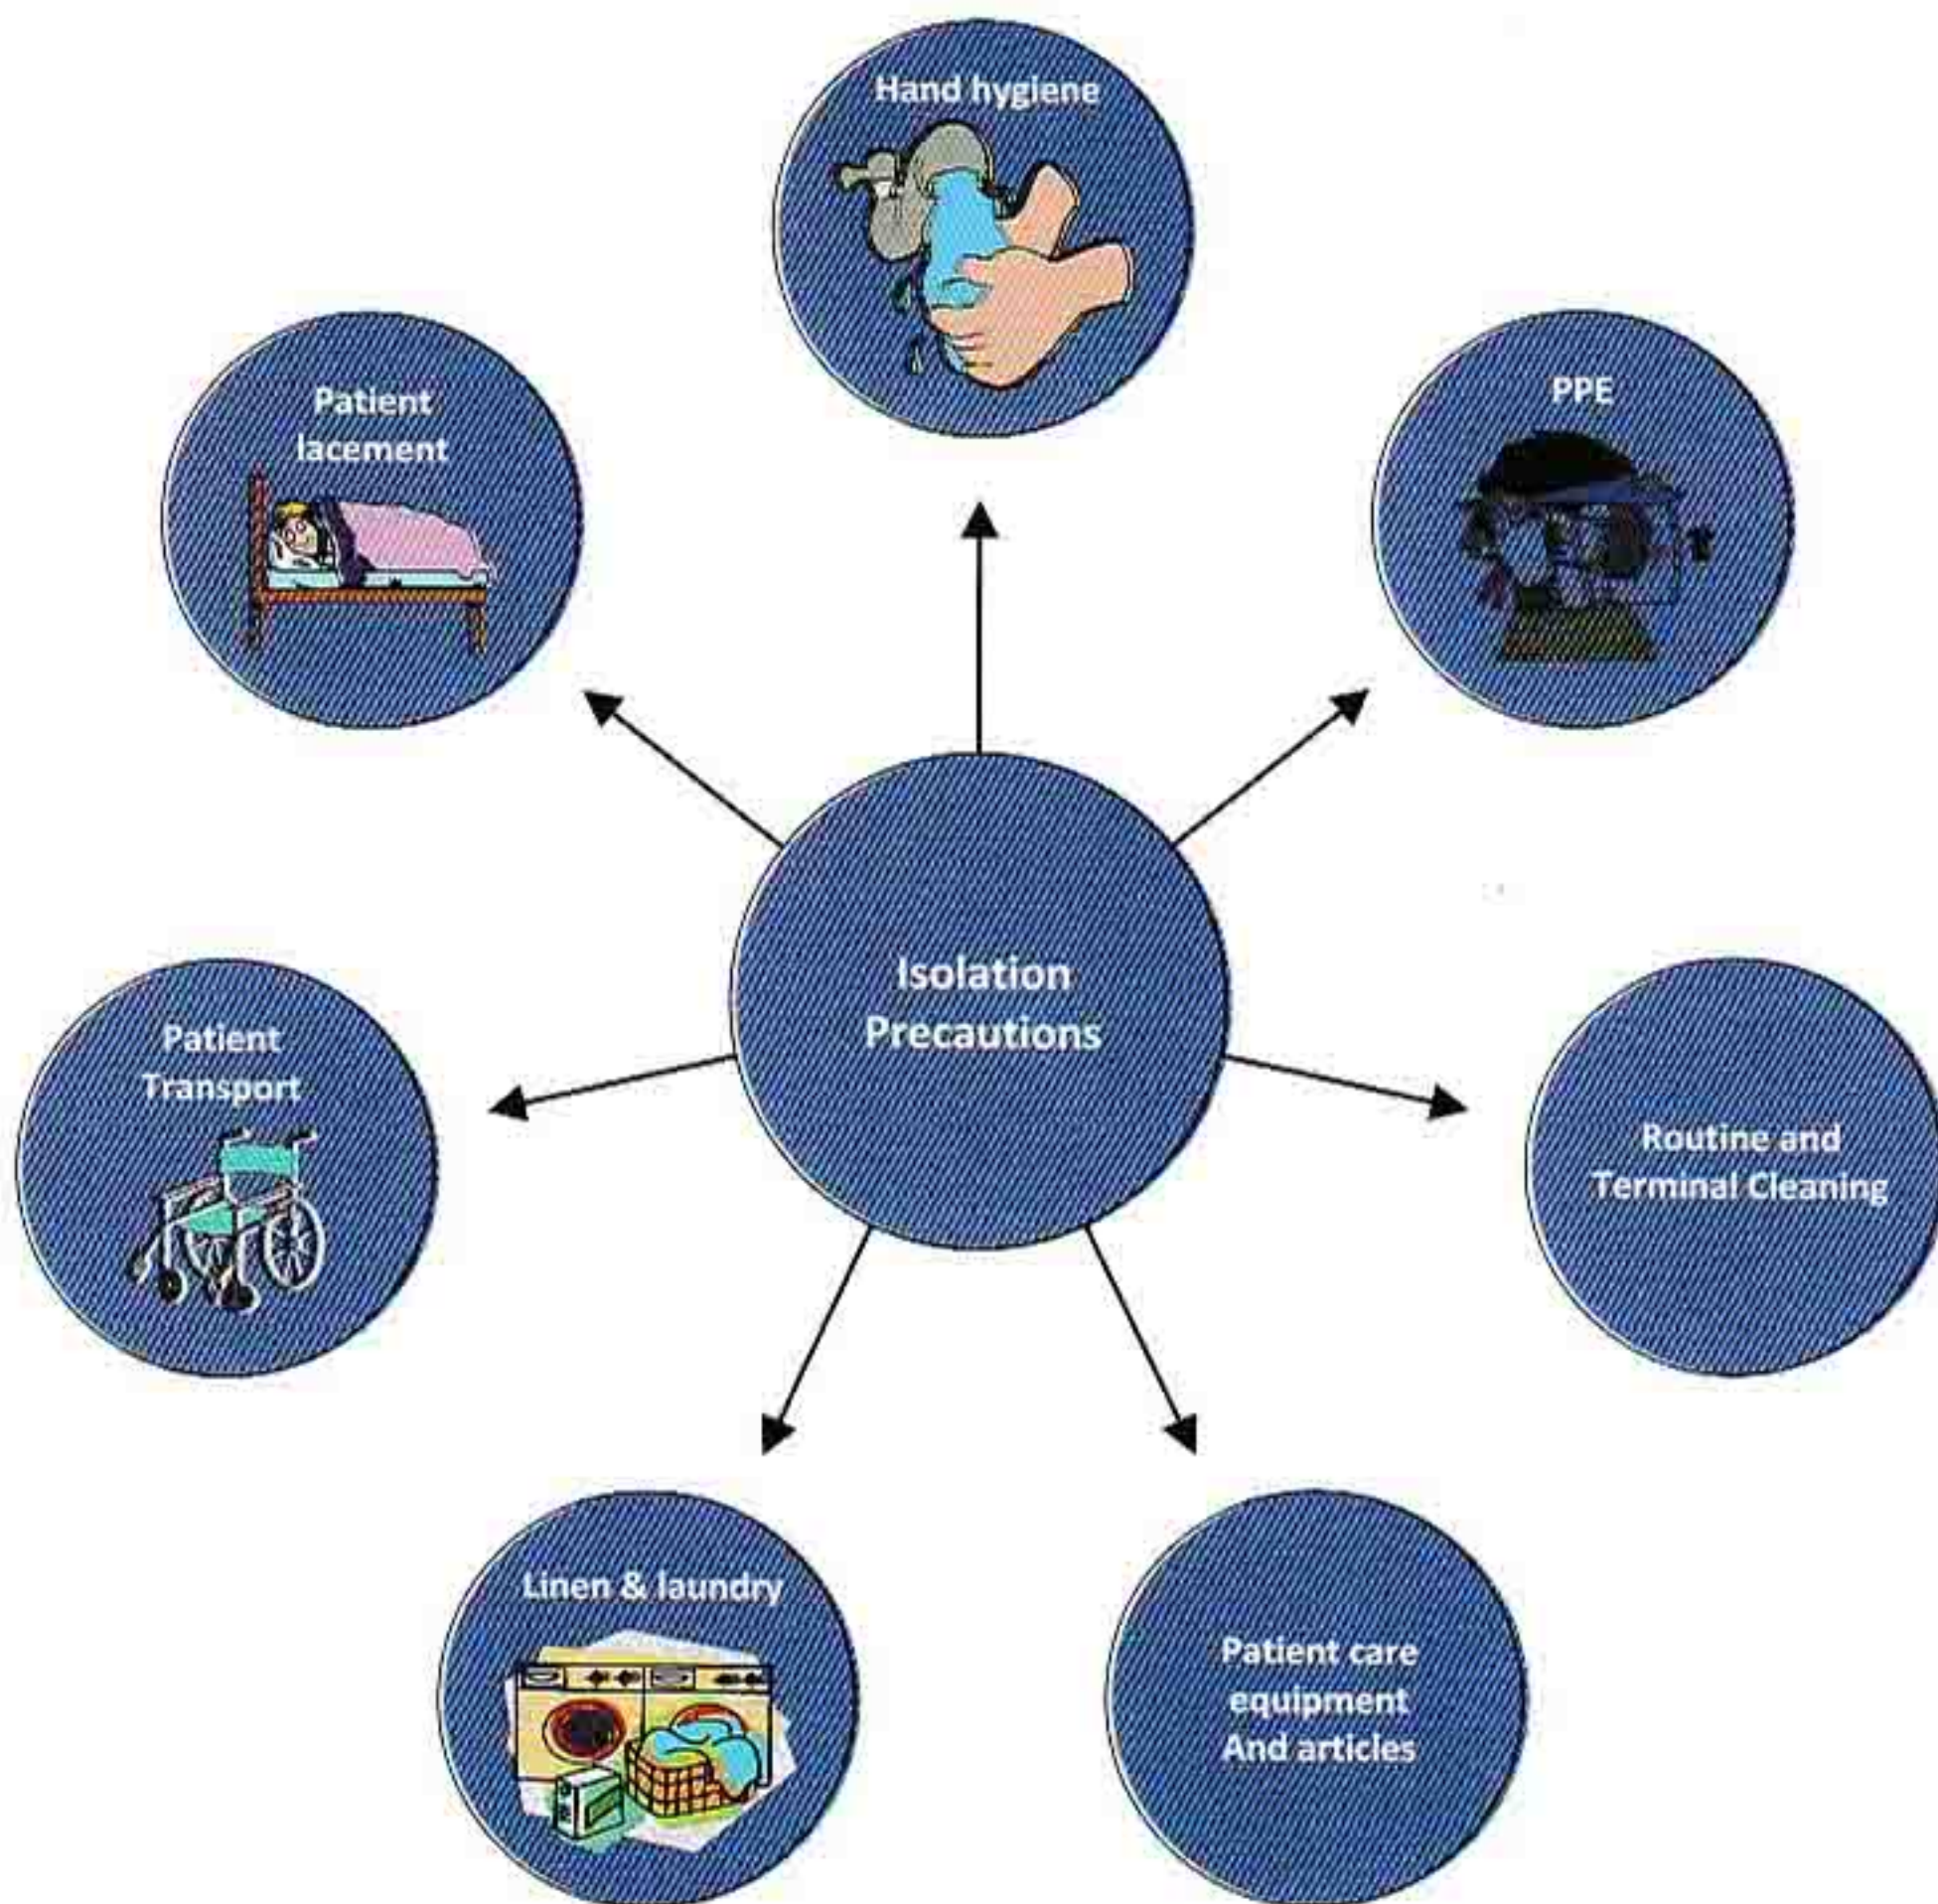 Hand hygiene
Patient
lacement
PPE
Isolation
Precautions
Patient
Transport
Routine and
Terminal Cleaning
Linen & laundry
Patient care
equipment
And articles